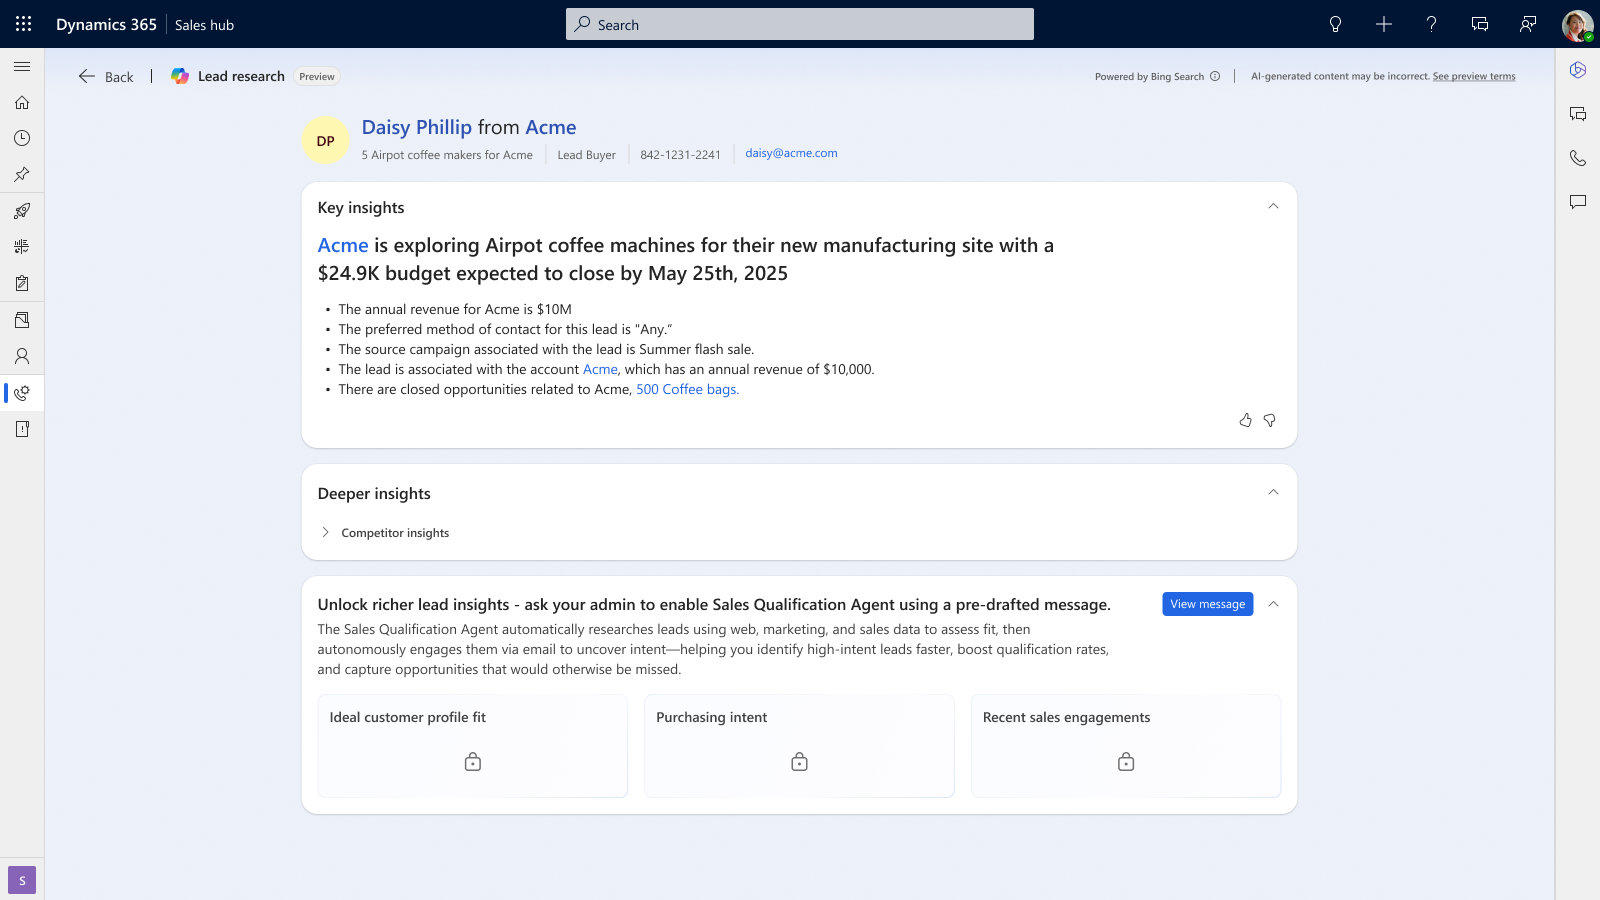 Dynamics 365 Sales hub Search
Back Lead research Preview Powered by Bing Search AI-generated content may be incorrect. See preview terms
DP
Daisy Phillip from Acme
5 Airpot coffee makers for Acme Lead Buyer 842-1231-2241 daisy@acme.com
Key insights
Acme is exploring Airpot coffee machines for their new manufacturing site with a
$24.9K budget expected to close by May 25th, 2025
• The annual revenue for Acme is $10M
• The preferred method of contact for this lead is "Any.”
• The source campaign associated with the lead is Summer flash sale.
• The lead is associated with the account Acme, which has an annual revenue of $10,000.
• There are closed opportunities related to Acme, 500 Coffee bags.
Deeper insights
Competitor insights
Unlock richer lead insights - ask your admin to enable Sales Qualification Agent using a pre-drafted message. View message
The Sales Qualification Agent automatically researches leads using web, marketing, and sales data to assess fit, then
autonomously engages them via email to uncover intent—helping you identify high-intent leads faster, boost qualification rates,
and capture opportunities that would otherwise be missed.
Ideal customer profile fit Purchasing intent Recent sales engagements
S